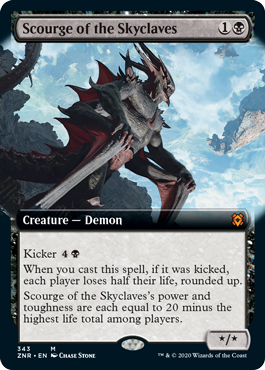 Scourge of the Skyclaves 1
Creature — Demon
Kicker 4
When you cast this spell, if it was kicked,
each player loses half their life, rounded up.
Scourge of the Skyclaves's power and
toughness are each equal to 20 minus the
highest life total among players.
343 M
ZNR • EN Chase Stone
*/*
™ & © 2020 Wizards of the Coast